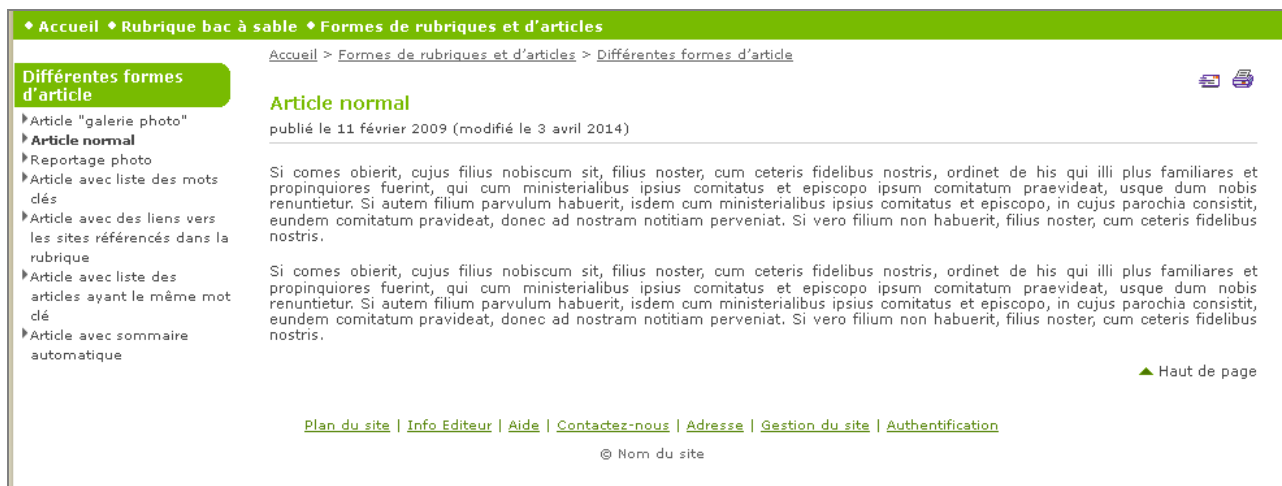 Accueil Rubrique bac à sable Formes de rubriques et d'articles
Accueil > Formes de rubriques et d'articles > Différentes formes d'article
Différentes formes
d'article
Article "galerie photo"
Article normal
Reportage photo
Article avec liste des mots
clés
Article avec des liens vers
les sites référencés dans la
rubrique
Article avec liste des
articles ayant le même mot
clé
Article avec sommaire
automatique
Article normal
publié le 11 février 2009 (modifié le 3 avril 2014)
Si comes obierit, cujus filius nobiscum sit, filius noster, cum ceteris fidelibus nostris, ordinet de his qui illi plus familiares et
propinquiores fuerint, qui cum ministerialibus ipsius comitatus et episcopo ipsum comitatum praevideat, usque dum nobis
renuntietur. Si autem filium parvulum habuerit, isdem cum ministerialibus ipsius comitatus et episcopo, in cujus parochia consistit,
eundem comitatum pravideat, donec ad nostram notitiam perveniat. Si vero filium non habuerit, filius noster, cum ceteris fidelibus
nostris.
Si comes obierit, cujus filius nobiscum sit, filius noster, cum ceteris fidelibus nostris, ordinet de his qui illi plus familiares et
propinquiores fuerint, qui cum ministerialibus ipsius comitatus et episcopo ipsum comitatum praevideat, usque dum nobis
renuntietur. Si autem filium parvulum habuerit, isdem cum ministerialibus ipsius comitatus et episcopo, in cujus parochia consistit,
eundem comitatum pravideat, donec ad nostram notitiam perveniat. Si vero filium non habuerit, filius noster, cum ceteris fidelibus
nostris.
Haut de page
Plan du site | Info Editeur | Aide | Contactez-nous | Adresse | Gestion du site | Authentification
© Nom du site